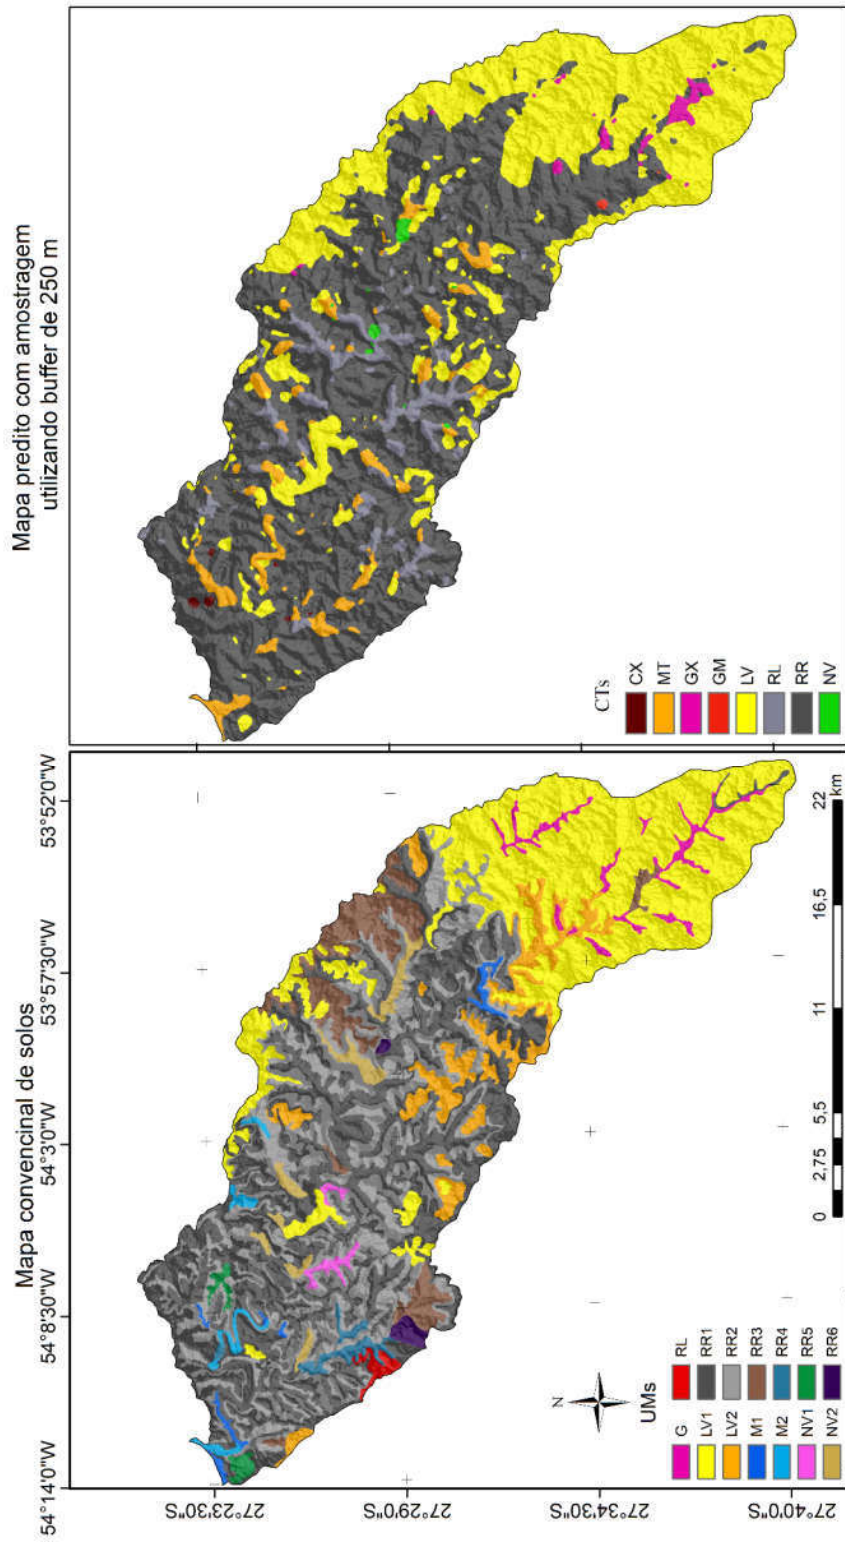 Mapa convencinal de solos
54°14'0"W
54°8'30"W
54°3'0"W
53°57'30"W
53°52'0"W
27°23'30"S
27°29'0"S
27°34'30"S
27°40'0"S
N
UMs
G
LV1
LV2
M1
M2
NV1
NV2
RL
RR1
RR2
RR3
RR4
RR5
RR6
0 2,75 5,5 11 16,5 22
km
Mapa predito com amostragem
utilizando buffer de 250 m
CTs
CX
MT
GX
GM
LV
RL
RR
NV